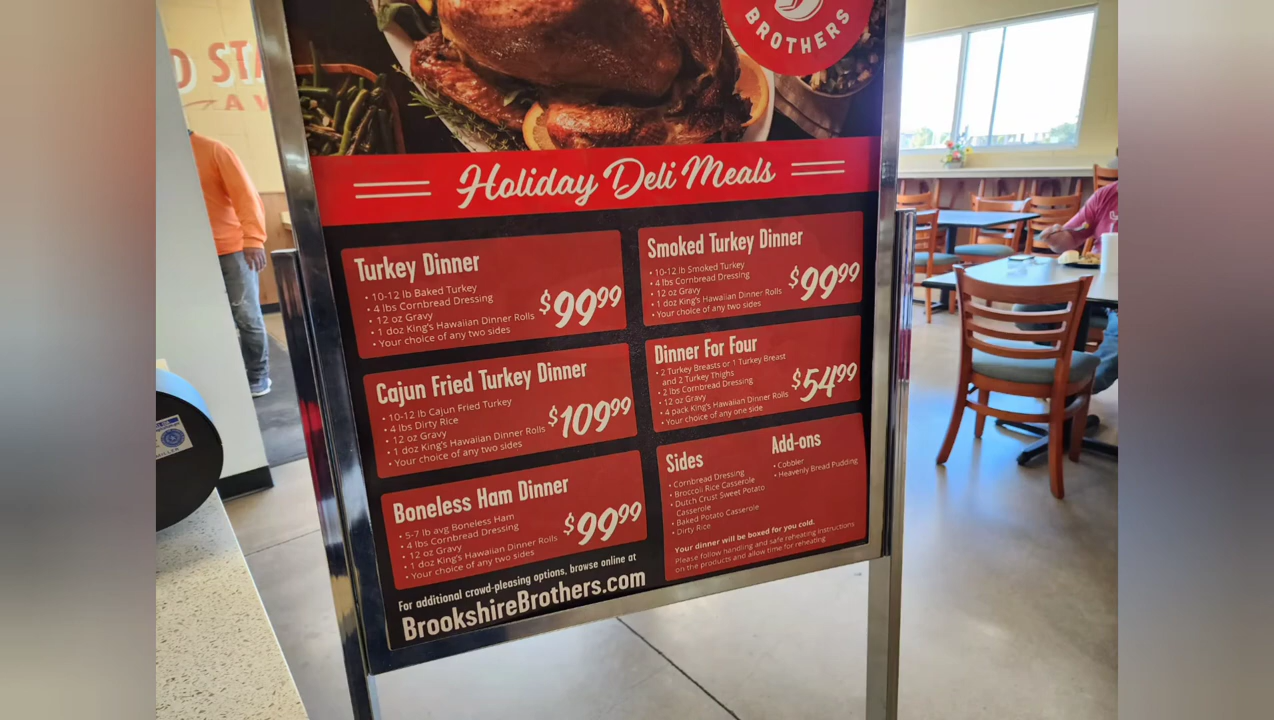 BROTHERS
Holiday Deli Meals
Turkey Dinner
• 10-12 lb Baked Turkey
• 4 lbs Cornbread Dressing
• 12 oz Gravy
• 1 doz King's Hawaiian Dinner Rolls
• Your choice of any two sides
$99⁹⁹
Smoked Turkey Dinner
• 10-12 lb Smoked Turkey
• 4 lbs Cornbread Dressing
• 12 oz Gravy
• 1 doz King's Hawaiian Dinner Rolls
• Your choice of any two sides
$99⁹⁹
Cajun Fried Turkey Dinner
• 10-12 lb Cajun Fried Turkey
• 4 lbs Dirty Rice
• 12 oz Gravy
• 1 doz King's Hawaiian Dinner Rolls
• Your choice of any two sides
$109⁹⁹
Dinner For Four
• 2 Turkey Breasts or 1 Turkey Breast
and 2 Turkey Thighs
• 2 lbs Cornbread Dressing
• 12 oz Gravy
• 4 pack King's Hawaiian Dinner Rolls
• Your choice of any one side
$54⁹⁹
Boneless Ham Dinner
• 5-7 lb avg Boneless Ham
• 4 lbs Cornbread Dressing
• 12 oz Gravy
• 1 doz King's Hawaiian Dinner Rolls
• Your choice of any two sides
$99⁹⁹
Sides
• Cornbread Dressing
• Broccoli Rice Casserole
• Dutch Crust Sweet Potato
Casserole
• Baked Potato Casserole
• Dirty Rice
Add-ons
• Cobbler
• Heavenly Bread Pudding
Your dinner will be boxed for you cold.
Please follow handling and safe reheating instructions
on the products and allow time for reheating
For additional crowd-pleasing options, browse online at
BrookshireBrothers.com